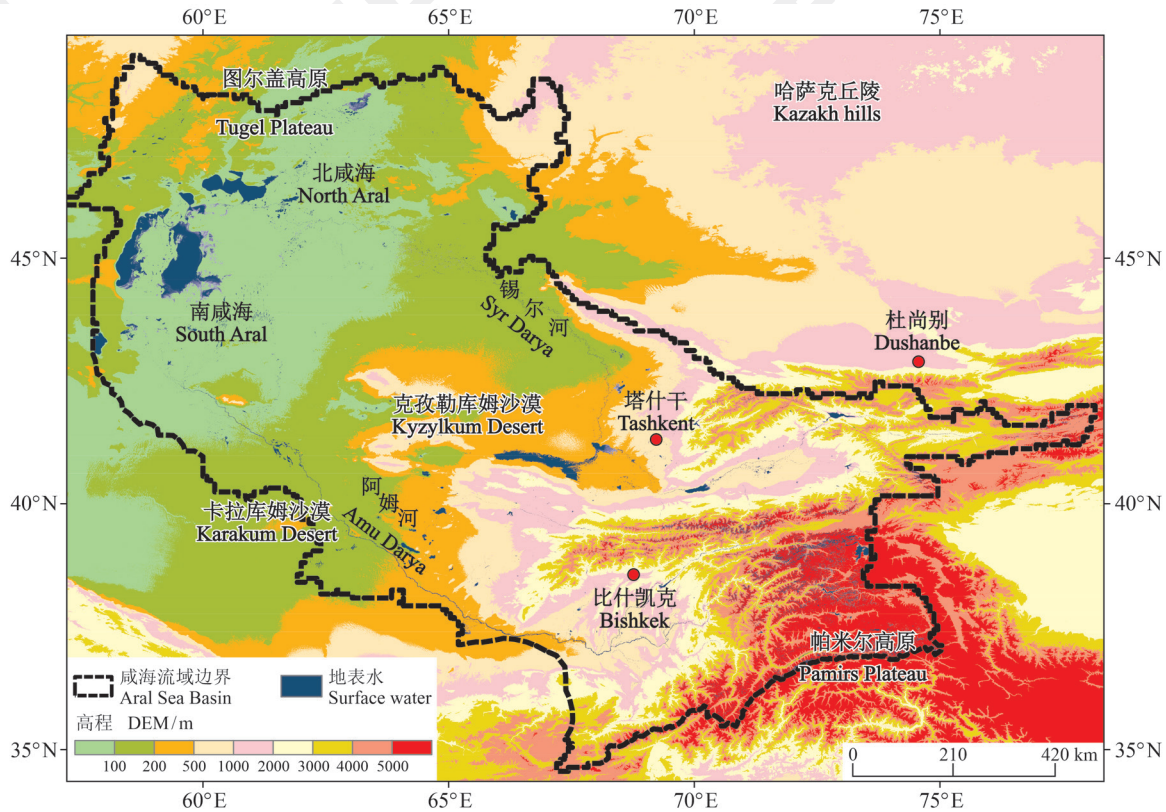 60°E 65°E 70°E 75°E
图尔盖高原
Tugel Plateau
哈萨克丘陵
Kazakh hills
北咸海
North Aral
45°N 45°N
南咸海
South Aral
锡尔河
Syr Darya
杜尚别
Dushanbe
克孜勒库姆沙漠
Kyzylkum Desert
塔什干
Tashkent
40°N 40°N
阿姆河
Amu Darya
卡拉库姆沙漠
Karakum Desert
比什凯克
Bishkek
帕米尔高原
Pamirs Plateau
咸海流域边界
Aral Sea Basin
地表水
Surface water
高程 DEM/m
100 200 500 1000 2000 3000 4000 5000
35°N 35°N
0 210 420 km
60°E 65°E 70°E 75°E